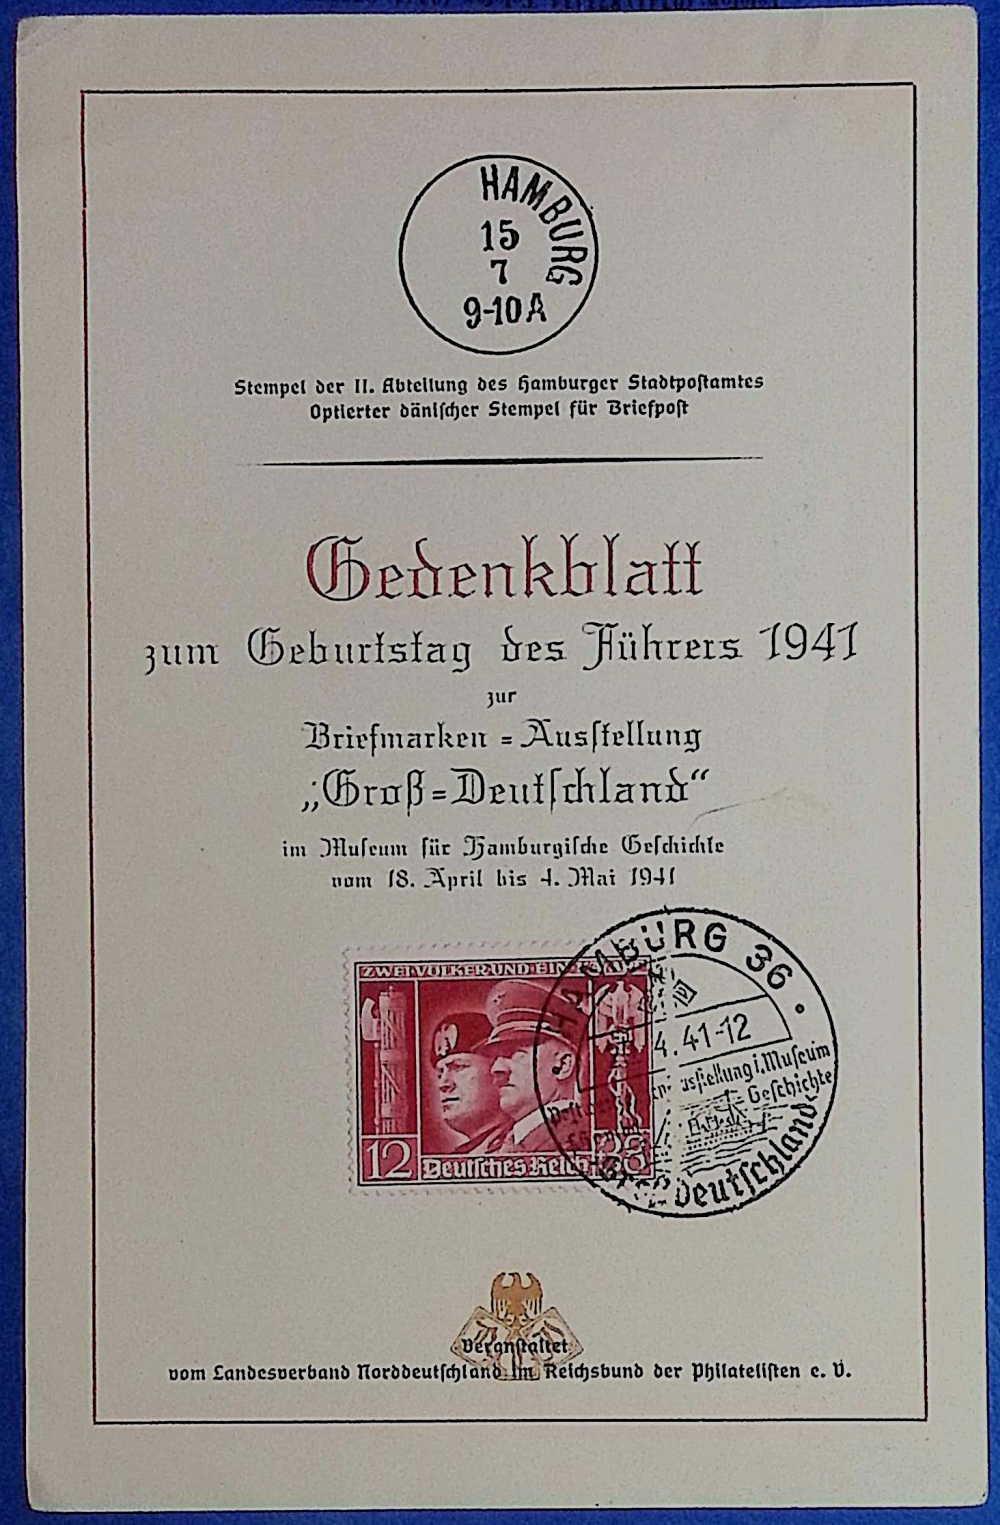 HAMBURG
15
7
9-10A
Stempel der II. Abteilung des Hamburger Stadtpostamtes
Optierter dänischer Stempel für Briefpost
Gedenkblatt
zum Geburtstag des Führers 1941
zur
Briefmarken=Ausstellung
„Groß=Deutschland“
im Museum für Hamburgische Geschichte
vom 18. April bis 4. Mai 1941
ZWEI VÖLKER UND EIN
12
Deutsches Reich
38
HAMBURG 36
4.41-12
i. Museum
Geschichte
deutschland
Veranstaltet
vom Landesverband Norddeutschland im Reichsbund der Philatelisten e. V.